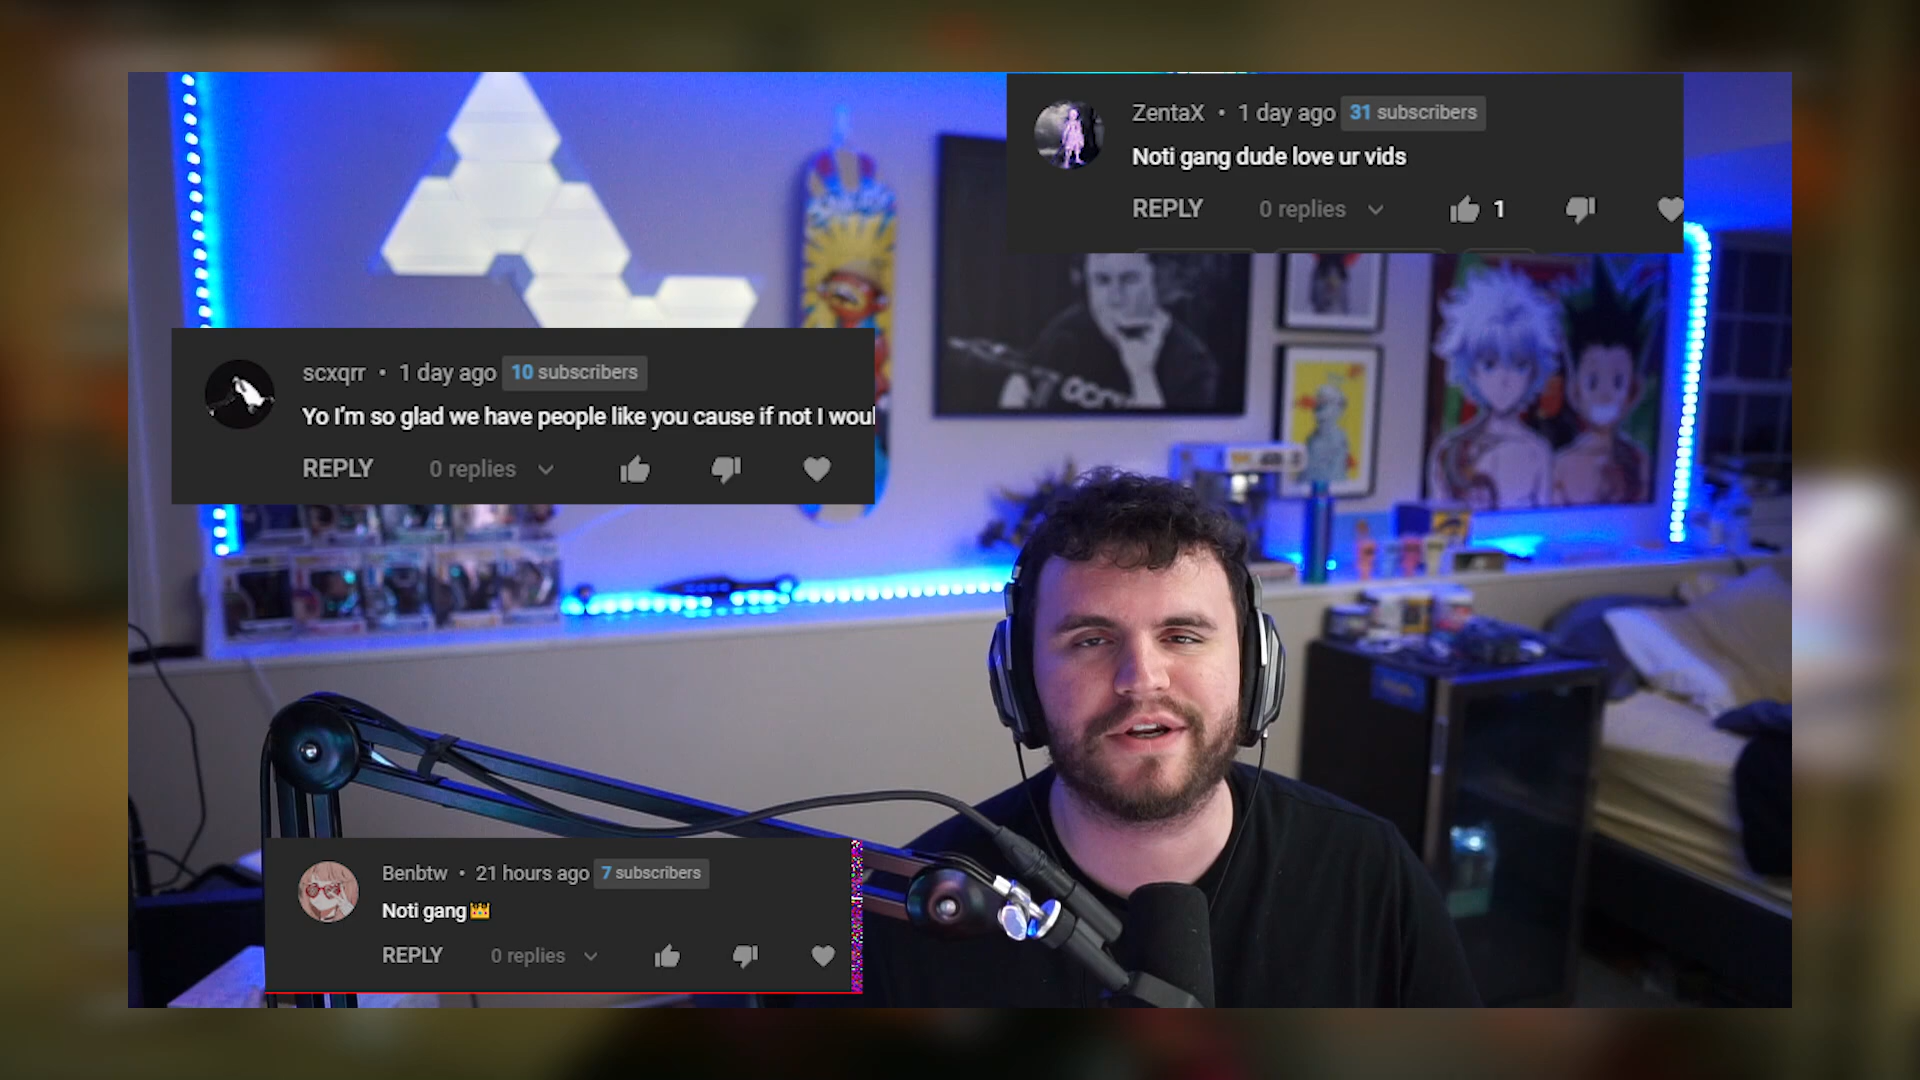 ZentaX • 1 day ago 31 subscribers
Noti gang dude love ur vids
REPLY 0 replies 1
scxqrr • 1 day ago 10 subscribers
Yo I'm so glad we have people like you cause if not I woul
REPLY 0 replies
Benbtw • 21 hours ago 7 subscribers
Noti gang👑
REPLY 0 replies